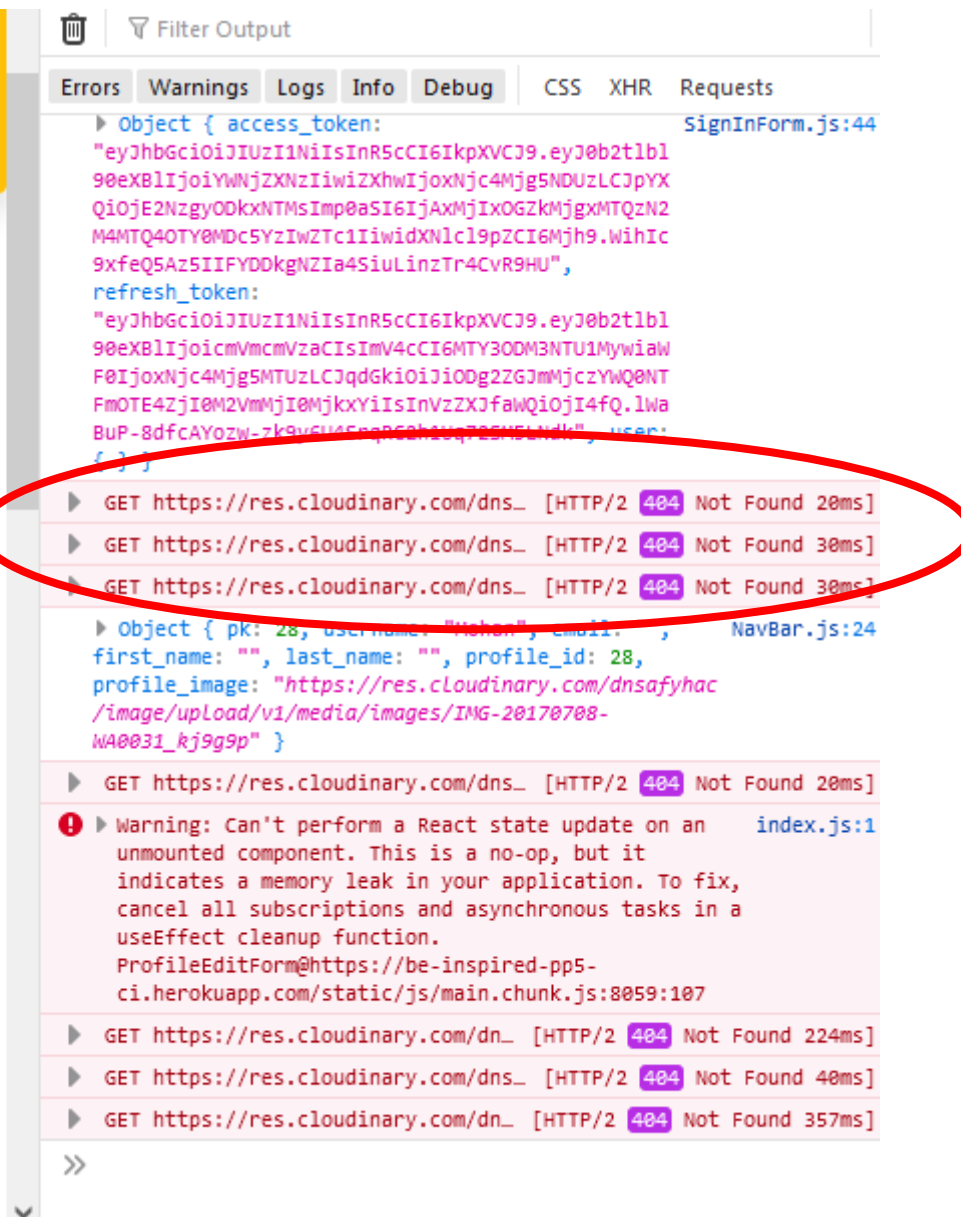 Filter Output
Errors Warnings Logs Info Debug CSS XHR Requests
Object { access_token: SignInForm.js:44
"eyJhbGciOiJIUzI1NiIsInR5cCI6IkpXVCJ9.eyJ0b2tlbl
90eXBlIjoiYWNjZXNzIiwiZXhwIjoxNjc4Mjg5NDUzLCJpYX
QiOjE2NzgyODkxNTMsImp0aSI6IjAxMjIxOGZkMjgxMTQzN2
M4MTQ4OTY0MDc5YzIwZTc1IiwidXNlcl9pZCI6Mjh9.WihIc
9xfeQ5Az5IIFYDDkgNZIa4SiuLinzTr4CvR9HU",
refresh_token:
"eyJhbGciOiJIUzI1NiIsInR5cCI6IkpXVCJ9.eyJ0b2tlbl
90eXBlIjoicmVmcmVzaCIsImV4cCI6MTY3ODM3NTU1MywiaW
F0IjoxNjc4Mjg5MTUzLCJqdGkiOiJiODg2ZGJmMjczYWQ0NT
FmOTE4ZjI0M2VmMjI0MjkxYiIsInVzZXJfaWQiOjI4fQ.lWa
user:
GET https://res.cloudinary.com/dns… [HTTP/2 404 Not Found 20ms]
GET https://res.cloudinary.com/dns… [HTTP/2 404 Not Found 30ms]
GET https://res.cloudinary.com/dns… [HTTP/2 404 Not Found 30ms]
Object { pk: 28, username: "Mohan", email: "", NavBar.js:24
first_name: "", last_name: "", profile_id: 28,
profile_image: "https://res.cloudinary.com/dnsafyhac
/image/upload/v1/media/images/IMG-20170708-
WA0031_kj9g9p" }
GET https://res.cloudinary.com/dns… [HTTP/2 404 Not Found 20ms]
Warning: Can't perform a React state update on an index.js:1
unmounted component. This is a no-op, but it
indicates a memory leak in your application. To fix,
cancel all subscriptions and asynchronous tasks in a
useEffect cleanup function.
ProfileEditForm@https://be-inspired-pp5-
ci.herokuapp.com/static/js/main.chunk.js:8059:107
GET https://res.cloudinary.com/dn… [HTTP/2 404 Not Found 224ms]
GET https://res.cloudinary.com/dns… [HTTP/2 404 Not Found 40ms]
GET https://res.cloudinary.com/dn… [HTTP/2 404 Not Found 357ms]